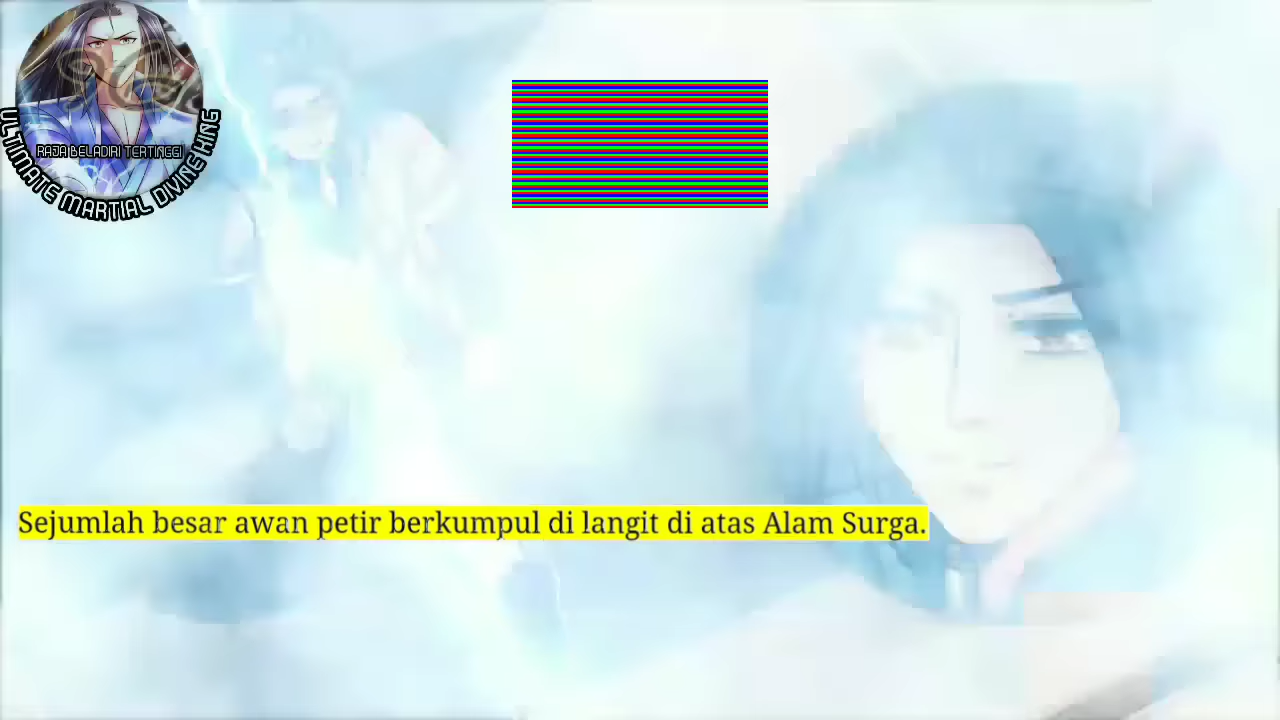 RAJA BELADIRI TERTINGGI
ULTIMATE MARTIAL DIVINE KING
Sejumlah besar awan petir berkumpul di langit di atas Alam Surga.